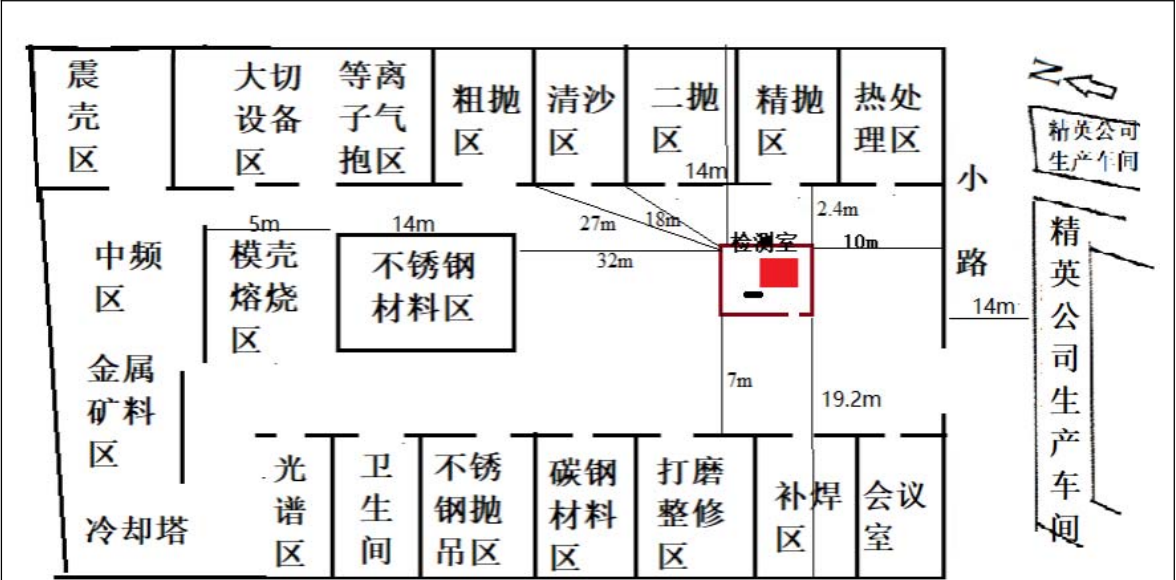 震
壳
区
大切
设备
区
等离
子气
抱区
粗抛
区
清沙
区
二抛
区
精抛
区
热处
理区
14m
小
路
N
精英公司
生产车间
5m
14m
27m
18m
2.4m
32m
检测室
10m
中频
区
模壳
熔烧
区
不锈钢
材料区
14m
精
英
公
司
生
产
车
间
金属
矿料
区
7m
19.2m
冷却塔
光
谱
区
卫
生
间
不锈
钢抛
吊区
碳钢
材料
区
打磨
整修
区
补焊
区
会议
室